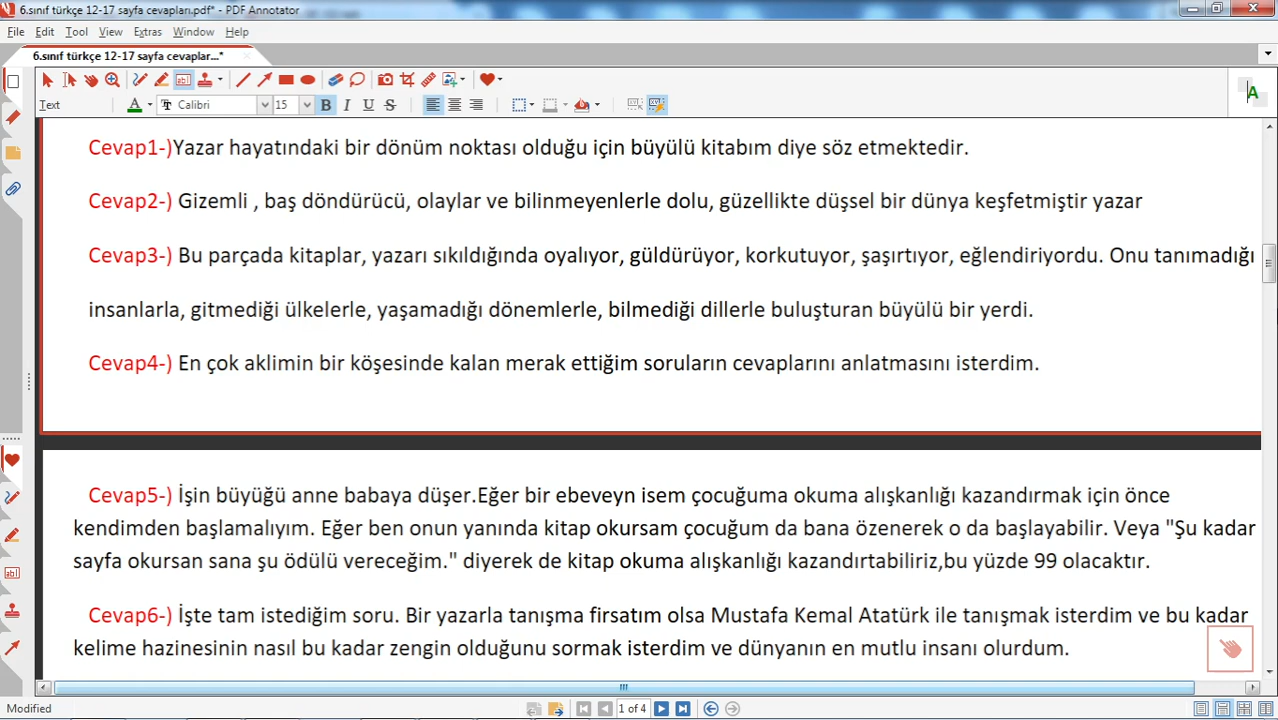 6.sınıf türkçe 12-17 sayfa cevapları.pdf* - PDF Annotator
File Edit Tool View Extras Window Help
6.sınıf türkçe 12-17 sayfa cevaplar...*
Text Calibri 15 B I U S
Cevap1-)Yazar hayatındaki bir dönüm noktası olduğu için büyülü kitabım diye söz etmektedir.
Cevap2-) Gizemli , baş döndürücü, olaylar ve bilinmeyenlerle dolu, güzellikte düşsel bir dünya keşfetmiştir yazar
Cevap3-) Bu parçada kitaplar, yazarı sıkıldığında oyalıyor, güldürüyor, korkutuyor, şaşırtıyor, eğlendiriyordu. Onu tanımadığı
insanlarla, gitmediği ülkelerle, yaşamadığı dönemlerle, bilmediği dillerle buluşturan büyülü bir yerdi.
Cevap4-) En çok aklimin bir köşesinde kalan merak ettiğim soruların cevaplarını anlatmasını isterdim.
Cevap5-) İşin büyüğü anne babaya düşer.Eğer bir ebeveyn isem çocuğuma okuma alışkanlığı kazandırmak için önce
kendimden başlamalıyım. Eğer ben onun yanında kitap okursam çocuğum da bana özenerek o da başlayabilir. Veya "Şu kadar
sayfa okursan sana şu ödülü vereceğim." diyerek de kitap okuma alışkanlığı kazandırtabiliriz,bu yüzde 99 olacaktır.
Cevap6-) İşte tam istediğim soru. Bir yazarla tanışma firsatım olsa Mustafa Kemal Atatürk ile tanışmak isterdim ve bu kadar
kelime hazinesinin nasıl bu kadar zengin olduğunu sormak isterdim ve dünyanın en mutlu insanı olurdum.
Modified 1 of 4